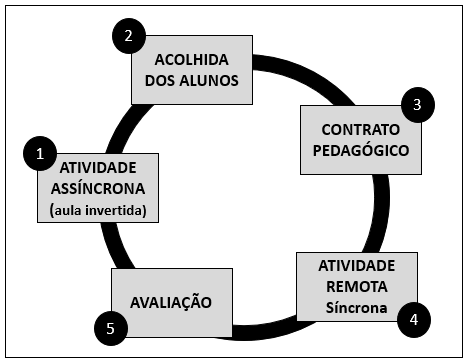 1
ATIVIDADE
ASSÍNCRONA
(aula invertida)
2
ACOLHIDA
DOS ALUNOS
3
CONTRATO
PEDAGÓGICO
4
ATIVIDADE
REMOTA
Síncrona
5
AVALIAÇÃO